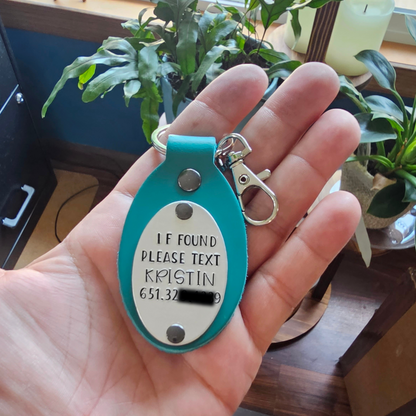 IF FOUND
PLEASE TEXT
KRISTIN
651.32 9